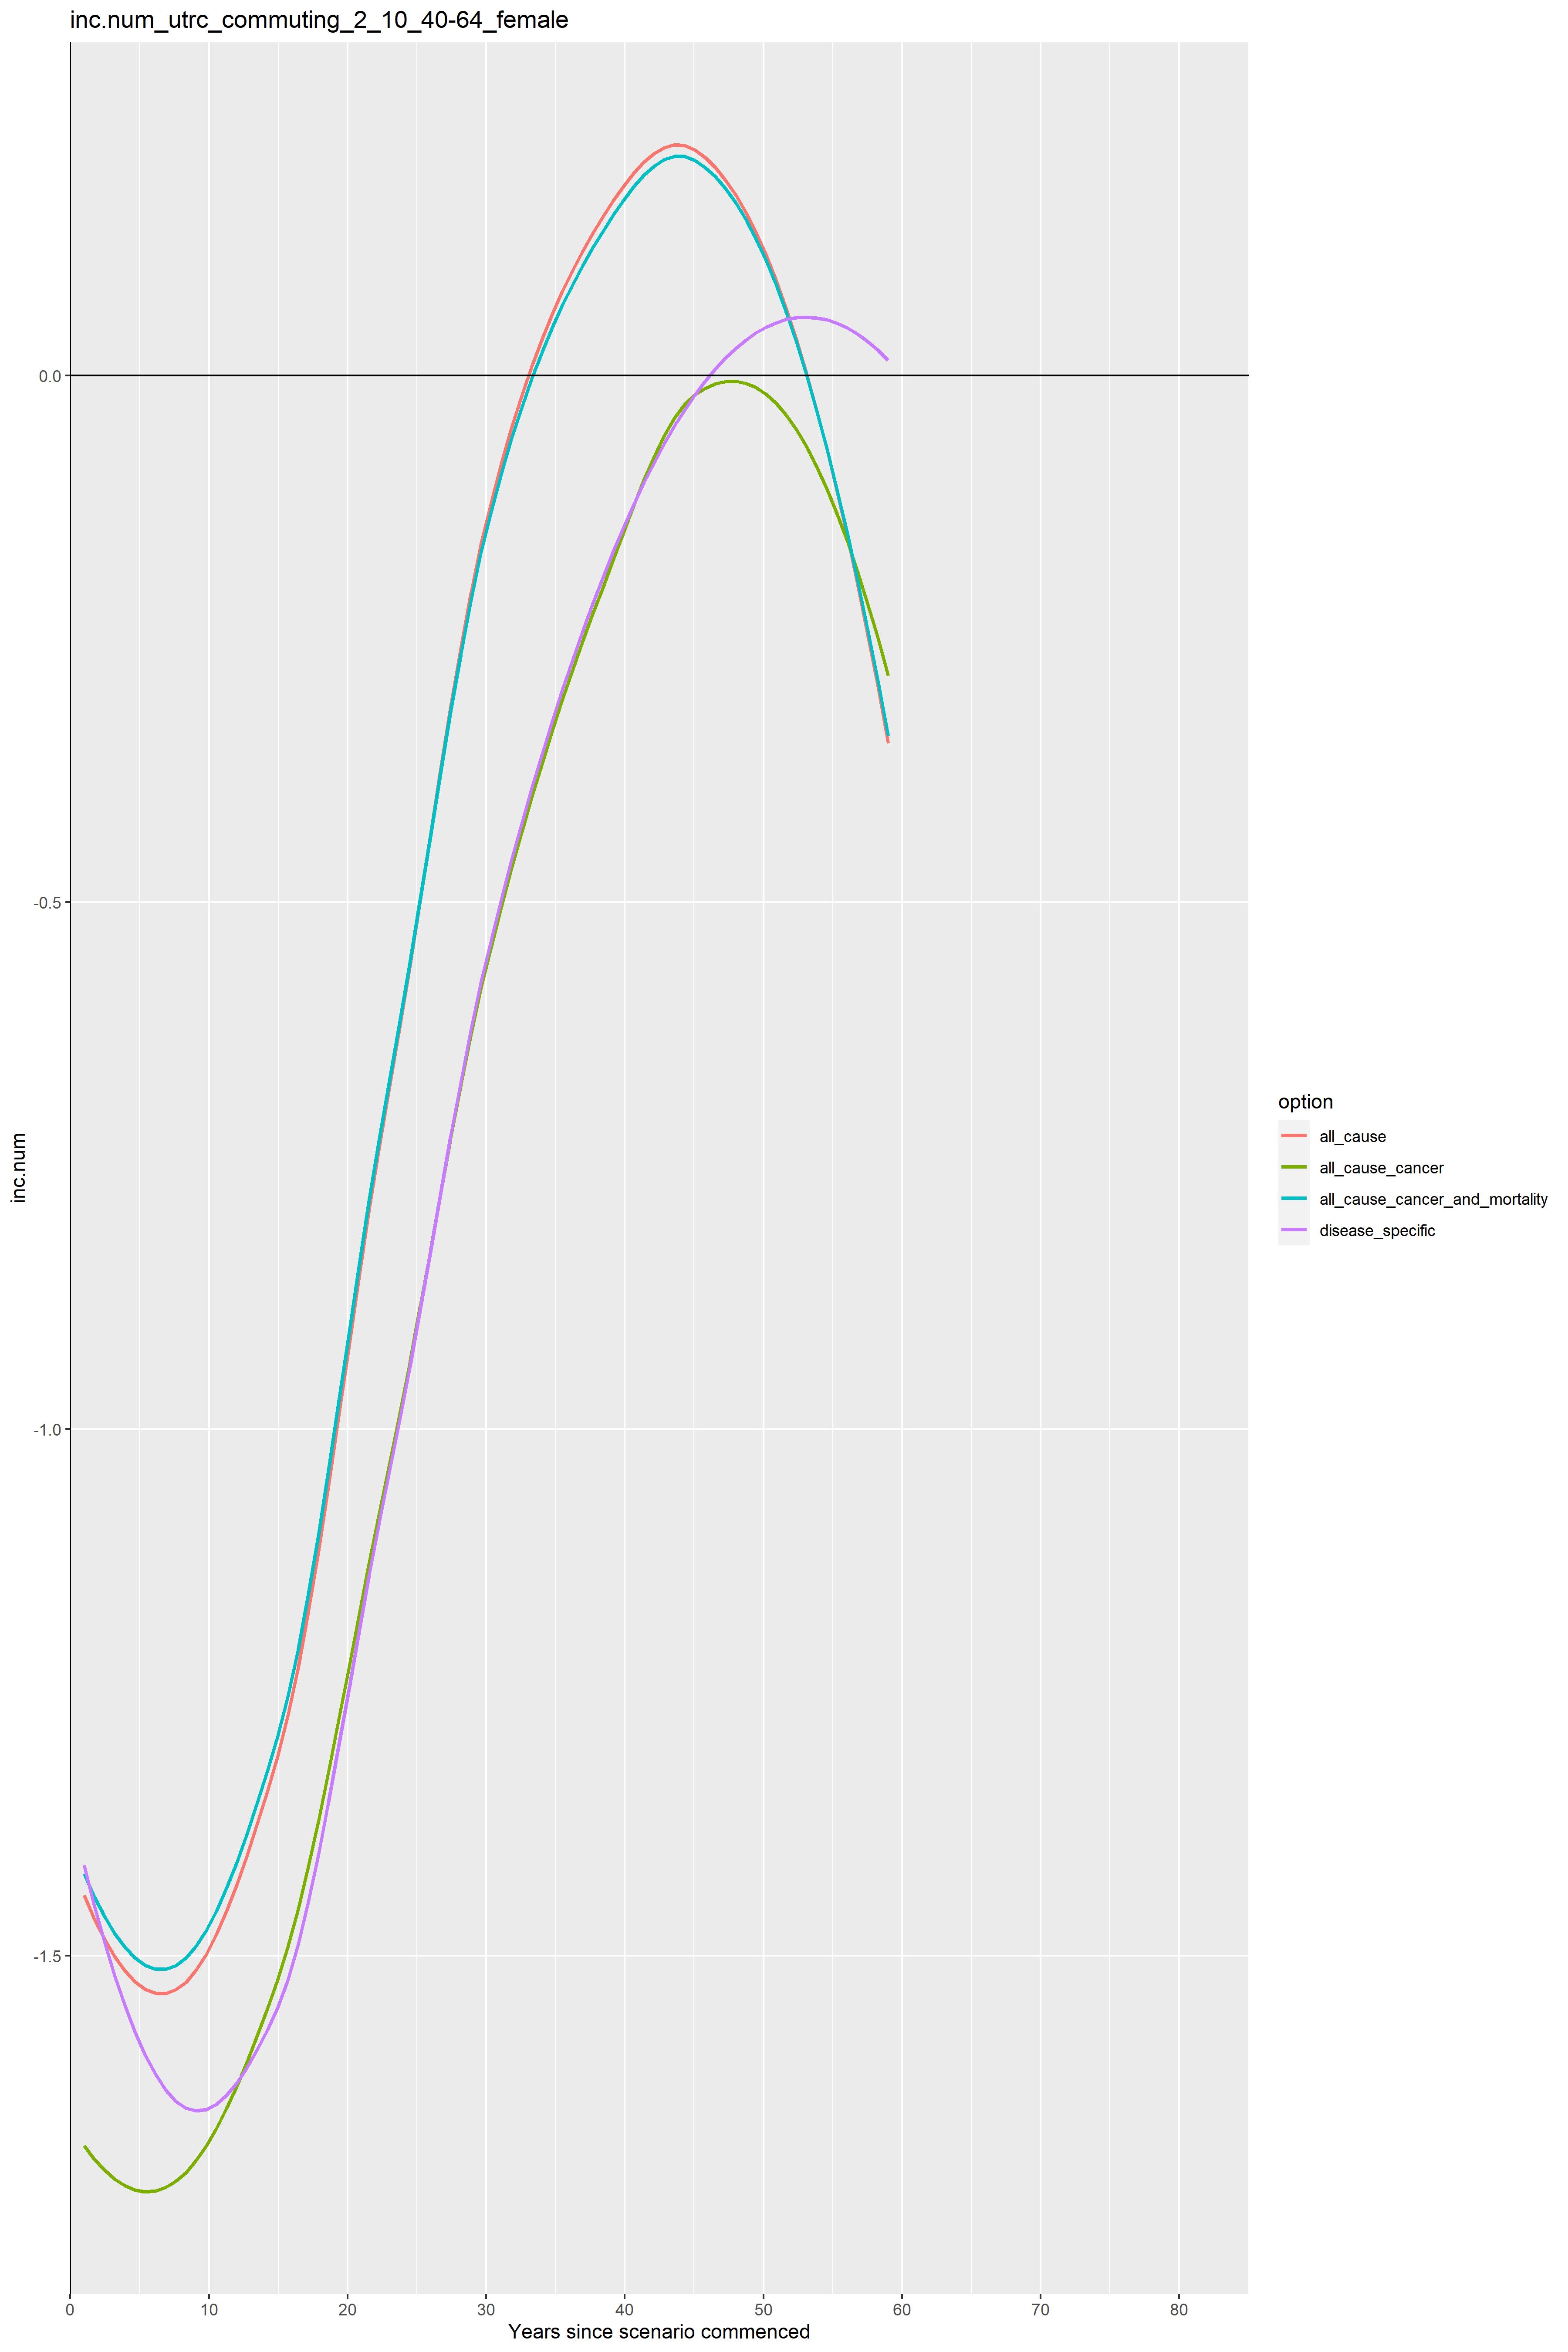 inc.num_utrc_commuting_2_10_40-64_female
0.0
-0.5
-1.0
-1.5
inc.num
0 10 20 30 40 50 60 70 80
Years since scenario commenced
option
all_cause
all_cause_cancer
all_cause_cancer_and_mortality
disease_specific